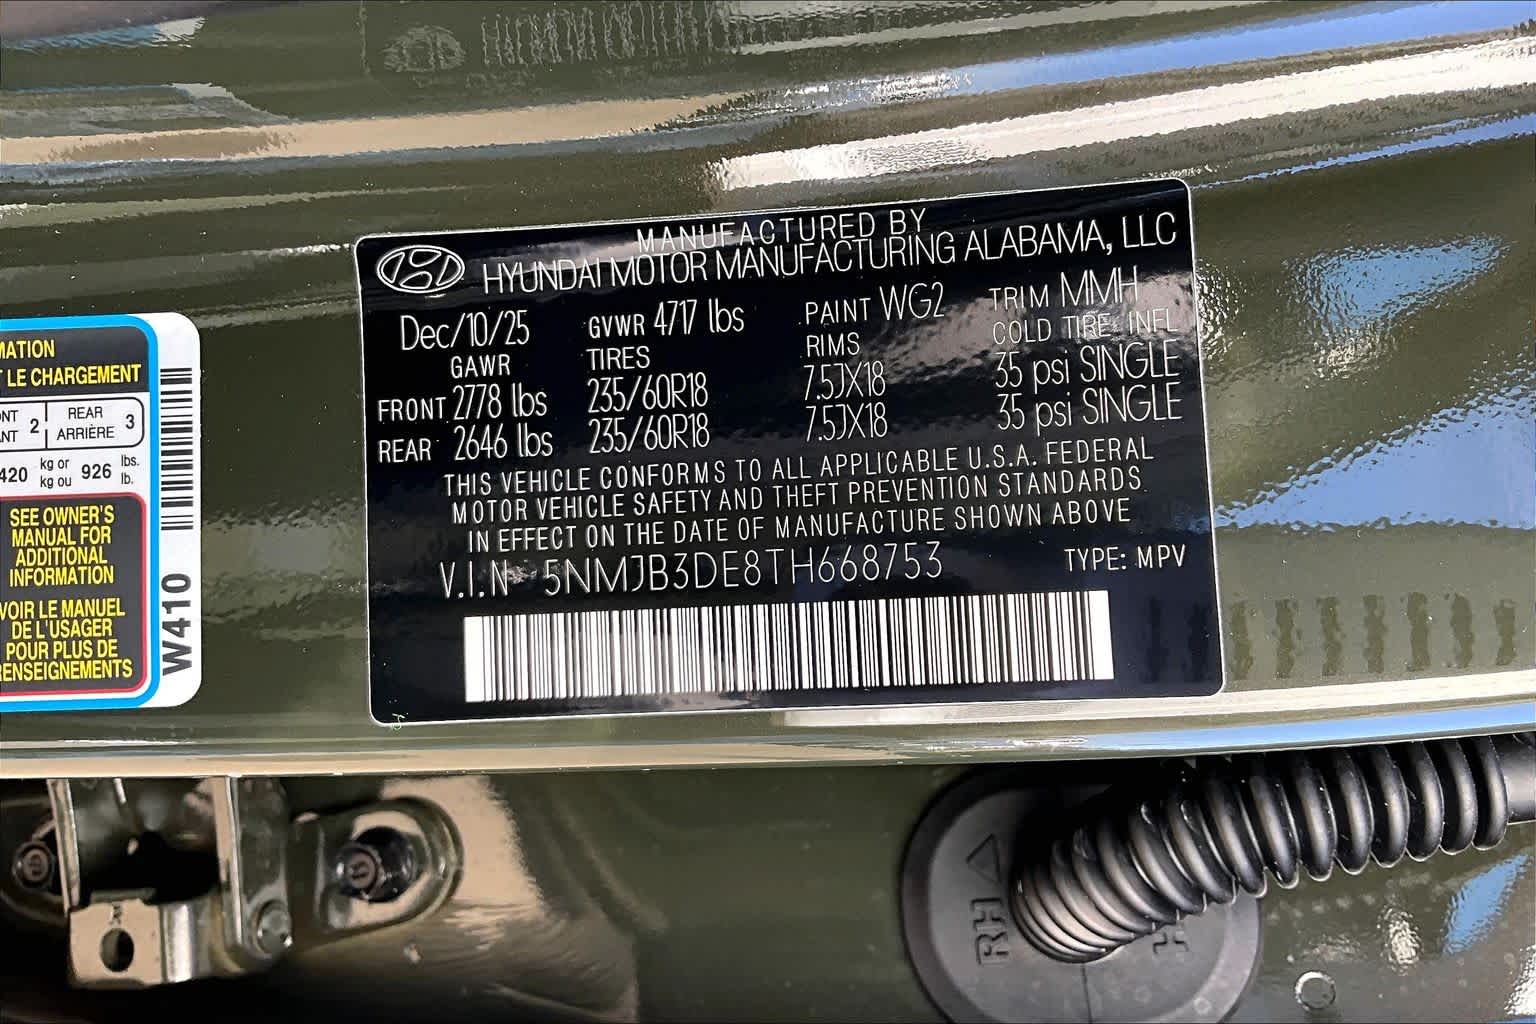 MANUFACTURED BY
HYUNDAI MOTOR MANUFACTURING ALABAMA, LLC
Dec/10/25 GVWR 4717 lbs PAINT WG2 TRIM MMH
GAWR TIRES RIMS COLD TIRE INFL
FRONT 2778 lbs 235/60R18 7.5JX18 35 psi SINGLE
REAR 2646 lbs 235/60R18 7.5JX18 35 psi SINGLE
THIS VEHICLE CONFORMS TO ALL APPLICABLE U.S.A. FEDERAL
MOTOR VEHICLE SAFETY AND THEFT PREVENTION STANDARDS
IN EFFECT ON THE DATE OF MANUFACTURE SHOWN ABOVE
V.I.N 5NMJB3DE8TH668753 TYPE: MPV
MATION
T LE CHARGEMENT
NT 2 REAR 3
ANT ARRIÈRE
420 kg or 926 lbs.
kg ou lb.
SEE OWNER'S
MANUAL FOR
ADDITIONAL
INFORMATION
VOIR LE MANUEL
DE L'USAGER
POUR PLUS DE
RENSEIGNEMENTS
W410
RH